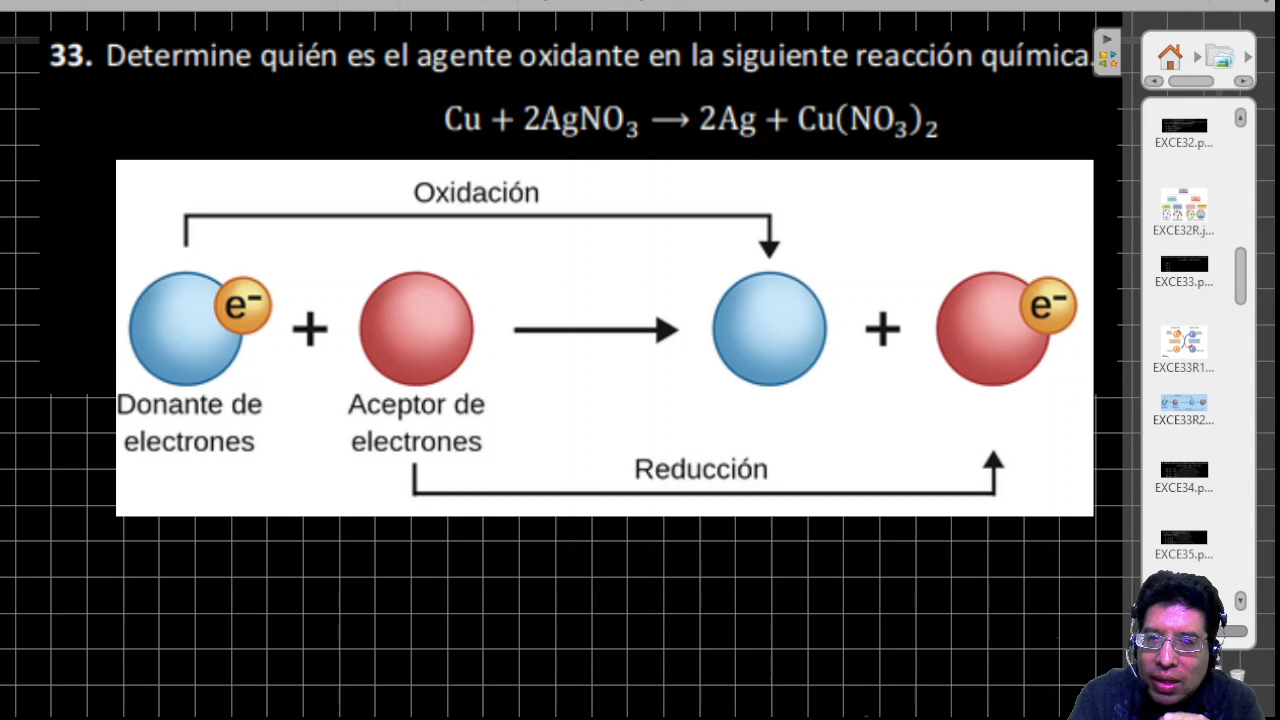 33. Determine quién es el agente oxidante en la siguiente reacción química.
Cu + 2AgNO₃ ⟶ 2Ag + Cu(NO₃)₂
Oxidación
e⁻
+
+
e⁻
Donante de
electrones
Aceptor de
electrones
Reducción
EXCE32.p...
EXCE32R.j...
EXCE33.p...
EXCE33R1...
EXCE33R2...
EXCE34.p...
EXCE35.p...